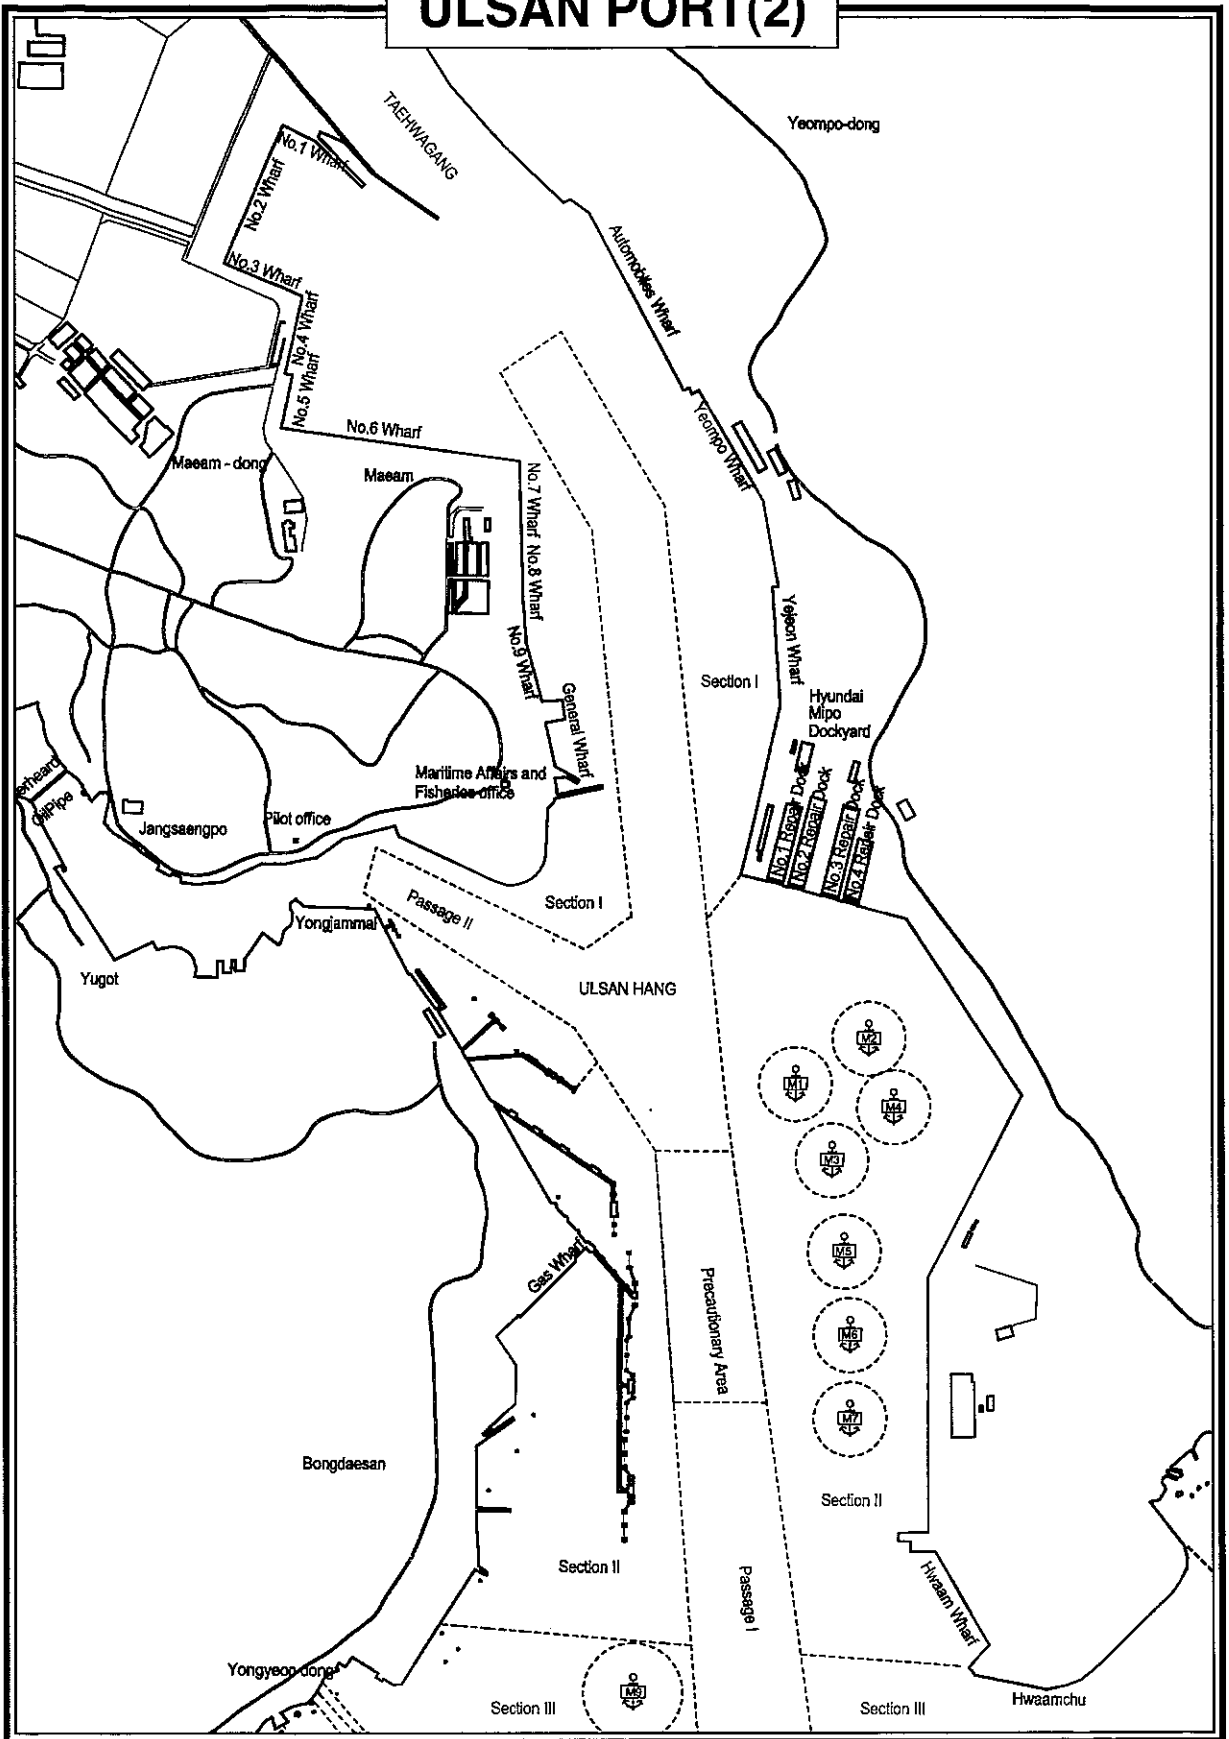 ULSAN PORT(2)
TAEHWAGANG
Yeompo-dong
No.1 Wharf
No.2 Wharf
No.3 Wharf
Automobiles Wharf
No.4 Wharf
No.5 Wharf
No.6 Wharf
Yeompo Wharf
Maeam-dong
Maeam
No.7 Wharf
No.8 Wharf
Yejeon Wharf
No.9 Wharf
Section I
General Wharf
Hyundai
Mipo
Dockyard
Maritime Affairs and
Fisheries office
OilPipe
Jangsaengpo
Pilot office
No.1 Repair Dock
No.2 Repair Dock
No.3 Repair Dock
No.4 Repair Dock
Passage II
Section I
Yongjammal
Yugot
ULSAN HANG
M2
M1
M4
M3
M5
Gas Wharf
Precautionary Area
M6
M7
Bongdaesan
Section II
Section II
Passage I
Hwaam Wharf
Yongyeon-dong
M9
Section III
Section III
Hwaamchu